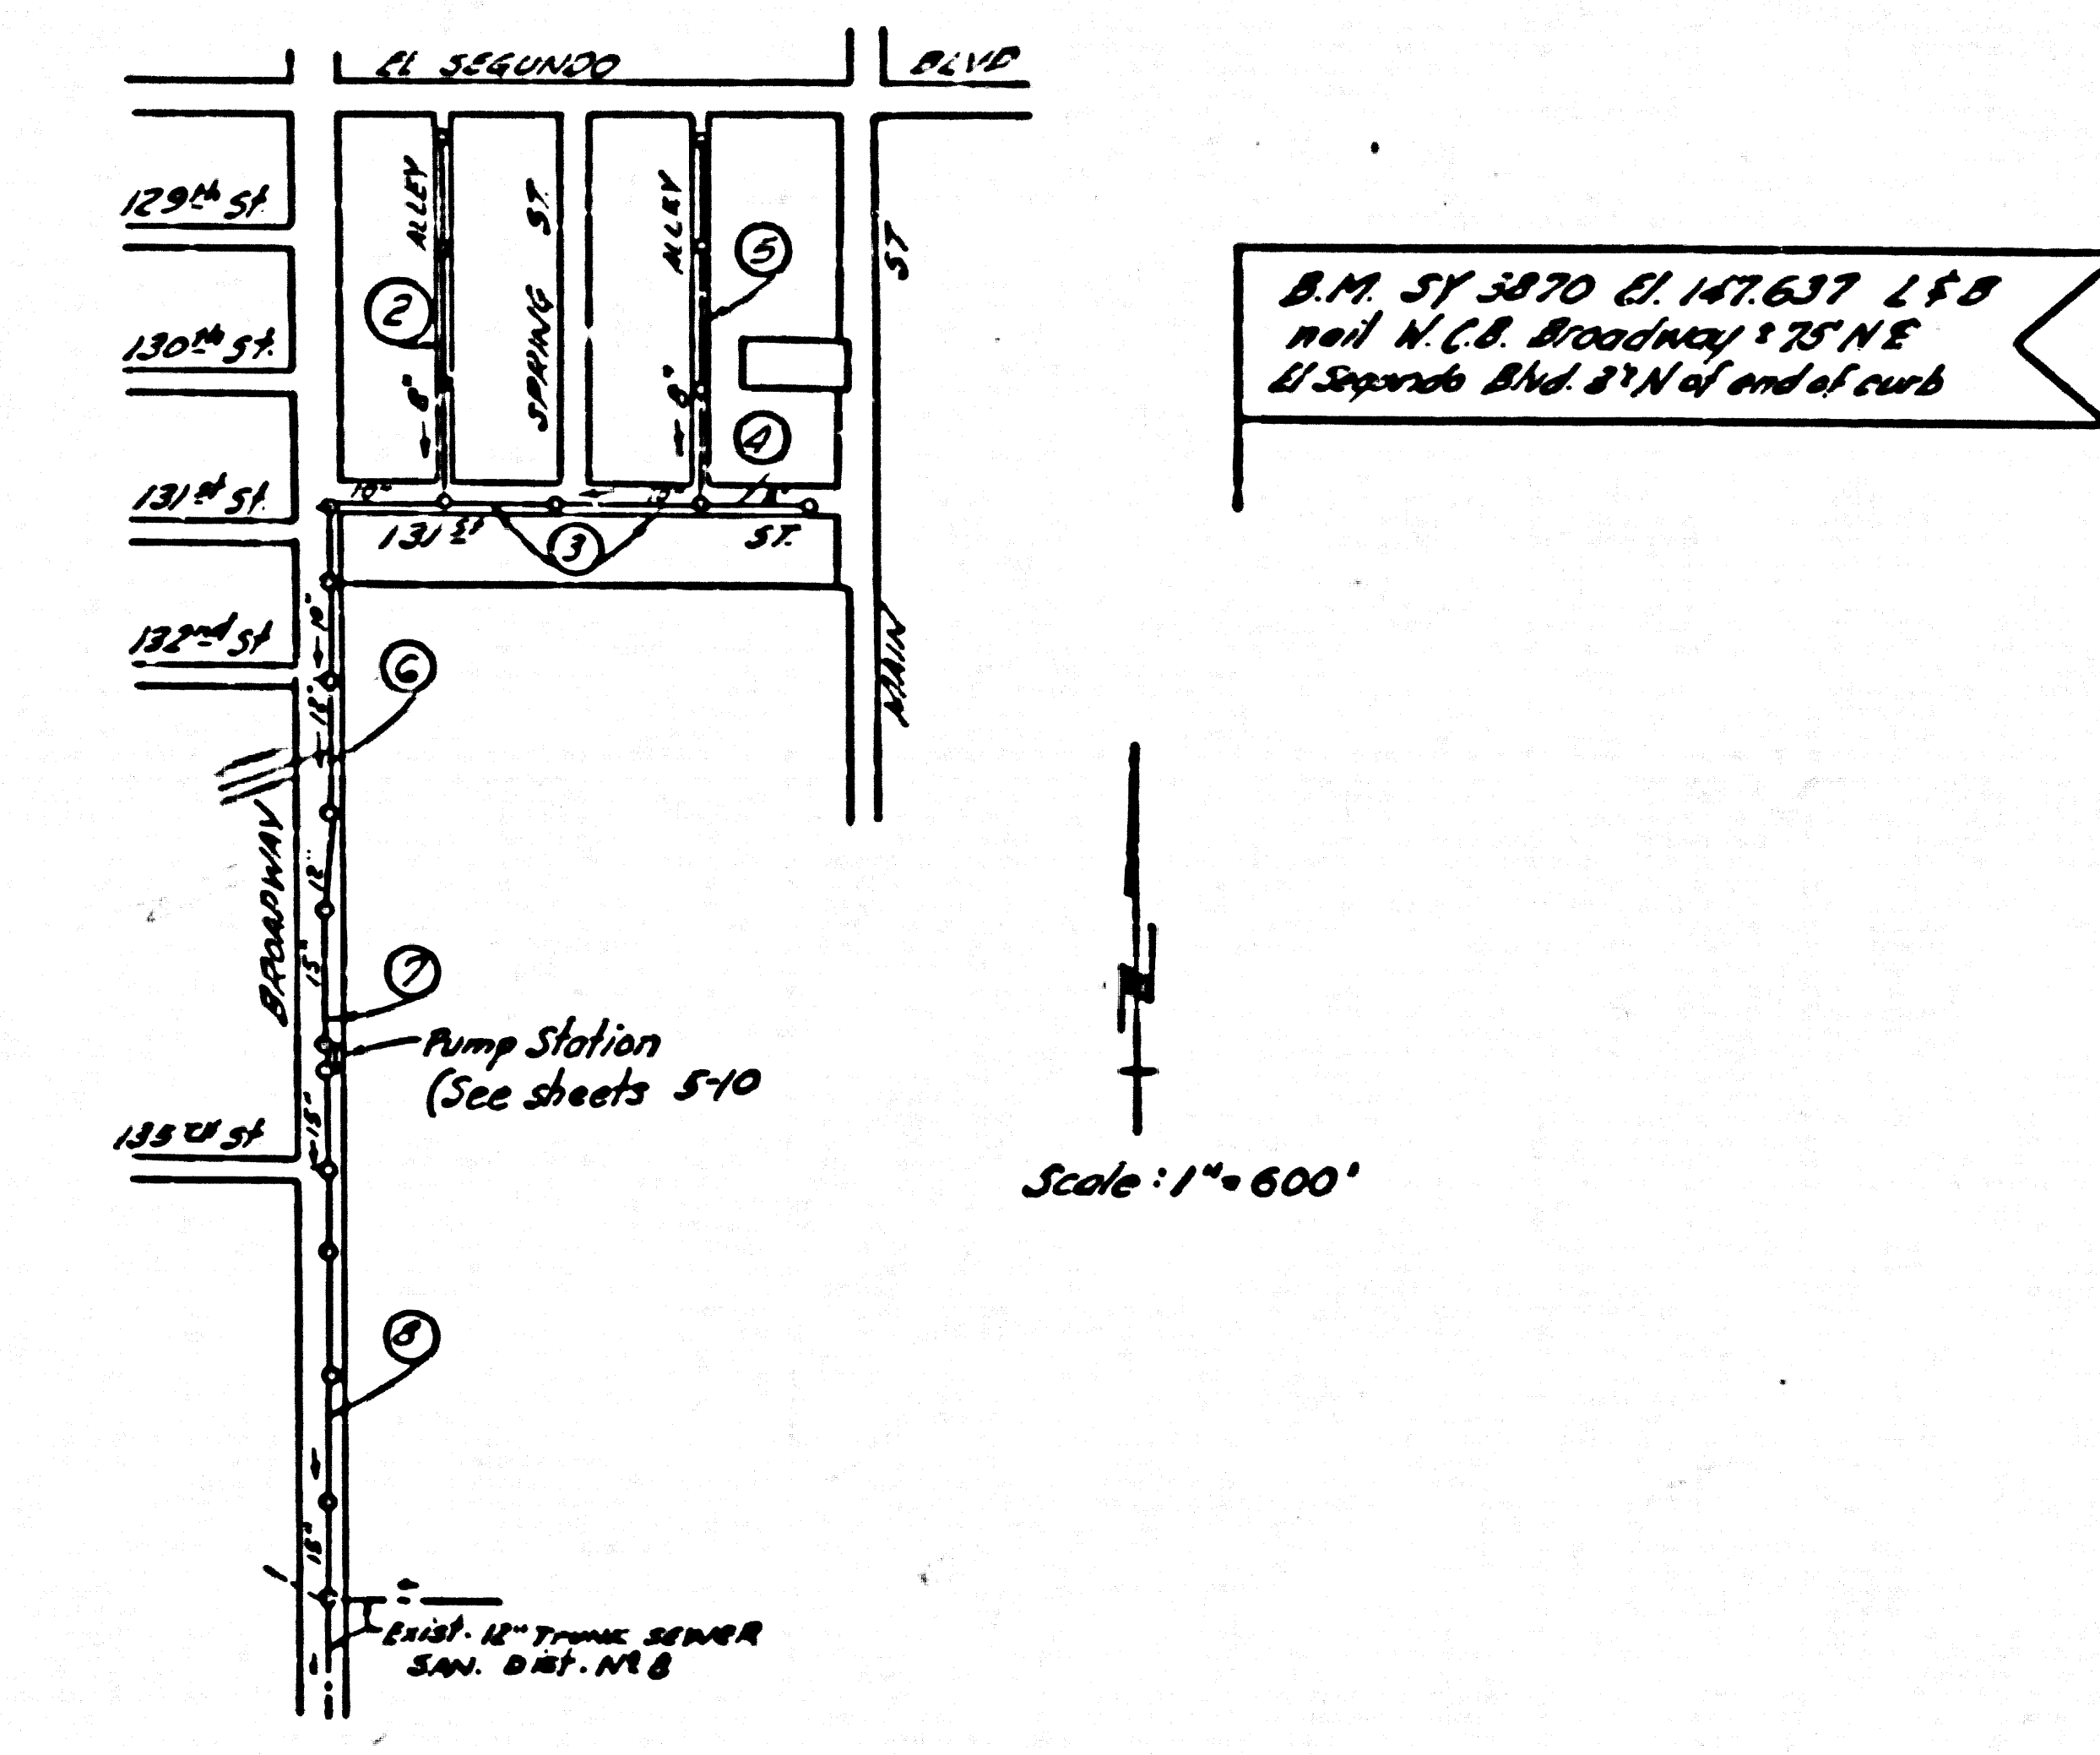 EL SEGUNDO BLVD
129th St.
ALLEY
SPRING ST.
ALLEY
ST
5
2
130th St.
8"
8"
4
B.M. SY 3870 El. 147.637 L & B
nail W.C.B. Broadway & 75' N E
El Segundo Blvd. N of end of curb
131st St.
10"
10"
131st ST.
3
10"
132nd St
6
MAIN
12"
BROADWAY
12"
15"
7
Pump Station
(See sheets 5-10
N
15"
135th St
Scale: 1" = 600'
8
15"
Exist. 12" Trunk SEWER
SAN. Dist. No 8